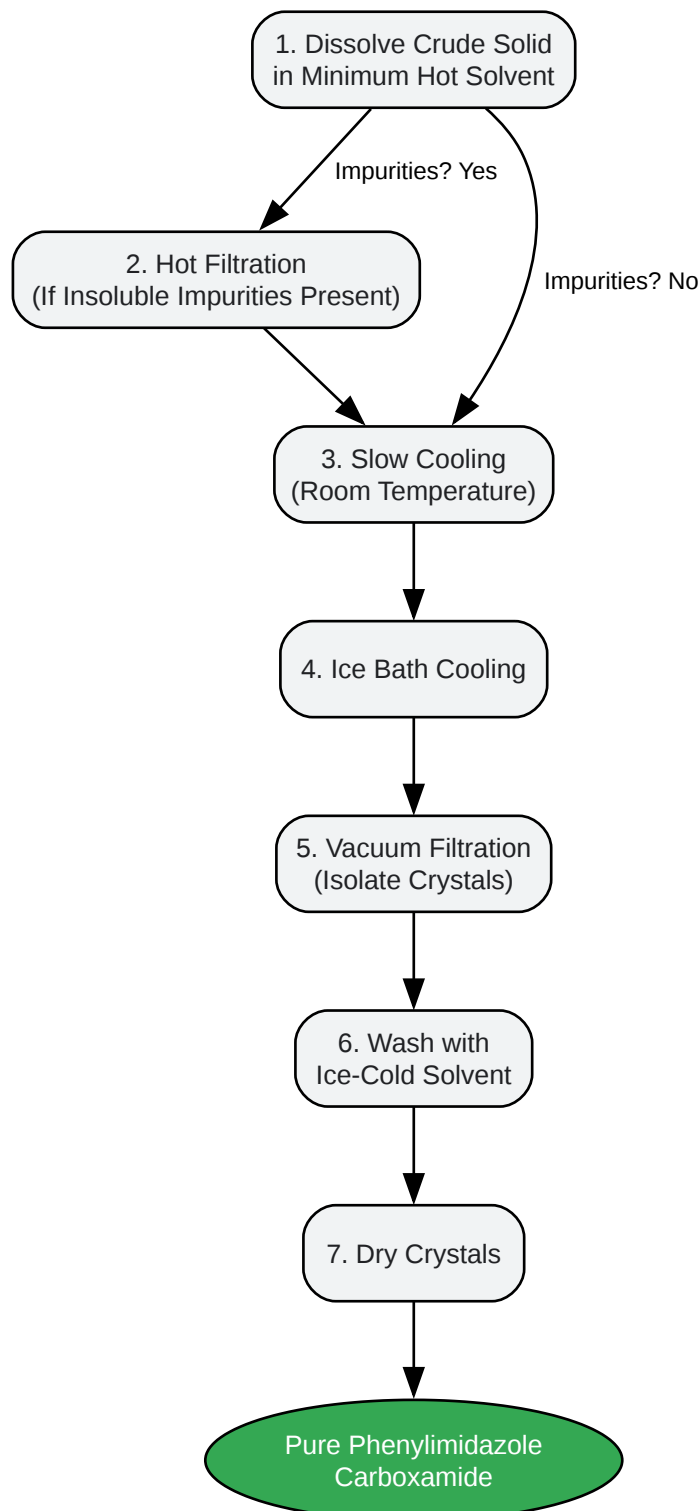 1. Dissolve Crude Solid
in Minimum Hot Solvent
Impurities? Yes
2. Hot Filtration
(If Insoluble Impurities Present)
Impurities? No
3. Slow Cooling
(Room Temperature)
4. Ice Bath Cooling
5. Vacuum Filtration
(Isolate Crystals)
6. Wash with
Ice-Cold Solvent
7. Dry Crystals
Pure Phenylimidazole
Carboxamide